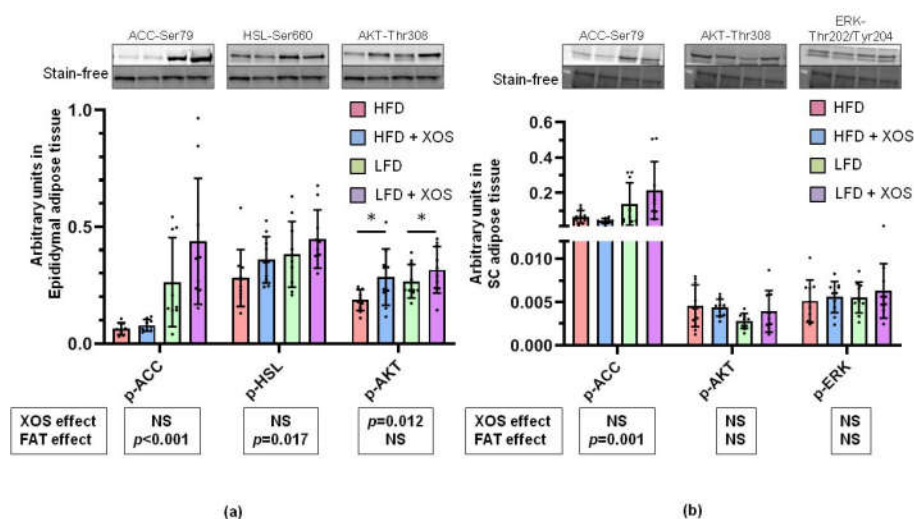 ACC-Ser79 HSL-Ser660 AKT-Thr308
Stain-free
HFD
HFD + XOS
LFD
LFD + XOS
Arbitrary units in
Epididymal adipose tissue
1.0
0.5
0.0
* *
p-ACC p-HSL p-AKT
XOS effect NS NS p=0.012
FAT effect p<0.001 p=0.017 NS
(a)
ACC-Ser79 AKT-Thr308 ERK-
Thr202/Tyr204
Stain-free
HFD
HFD + XOS
LFD
LFD + XOS
Arbitrary units in
SC adipose tissue
0.6
0.4
0.2
0.010
0.005
0.000
p-ACC p-AKT p-ERK
XOS effect NS NS NS
FAT effect p=0.001 NS NS
(b)